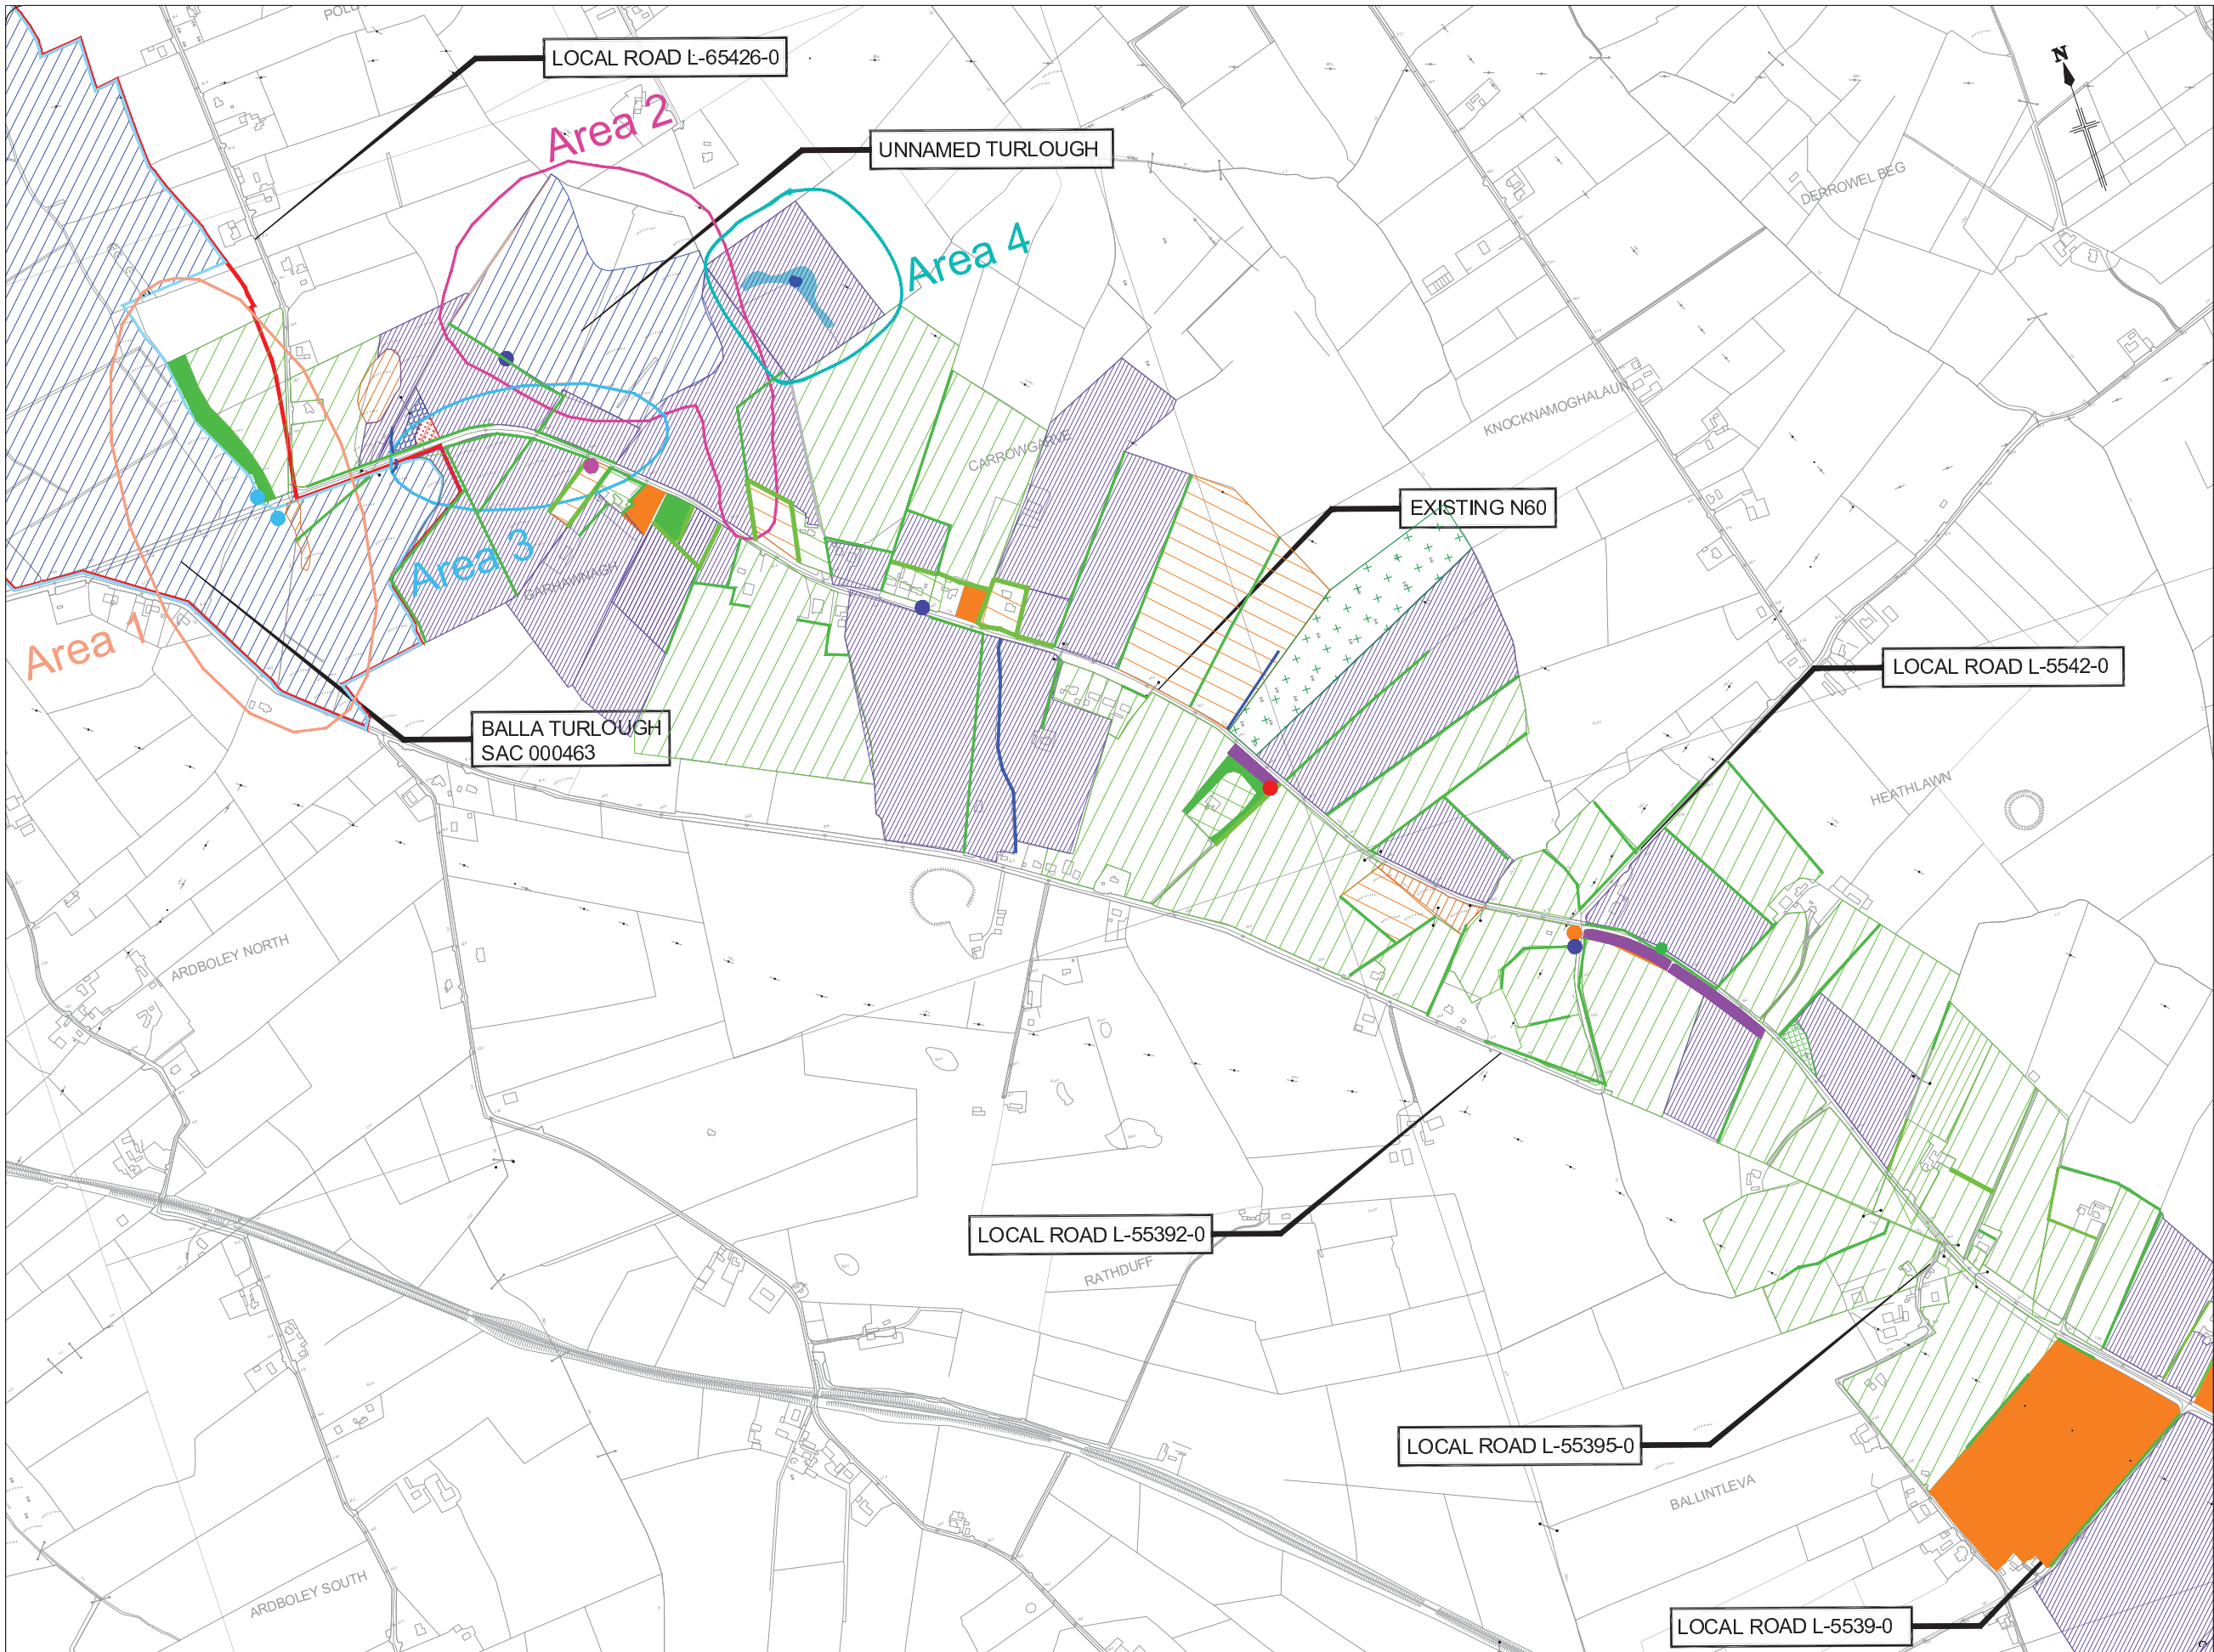 POLL
LOCAL ROAD L-65426-0
N
Area 2
UNNAMED TURLOUGH
DERROWEL BEG
Area 4
KNOCKNAMOGHALAUN
CARROWGARVE
EXISTING N60
Area 3
GARHAWNAGH
Area 1
LOCAL ROAD L-5542-0
BALLA TURLOUGH
SAC 000463
HEATHLAWN
ARDBOLEY NORTH
LOCAL ROAD L-55392-0
RATHDUFF
LOCAL ROAD L-55395-0
BALLINTLEVA
ARDBOLEY SOUTH
LOCAL ROAD L-5539-0